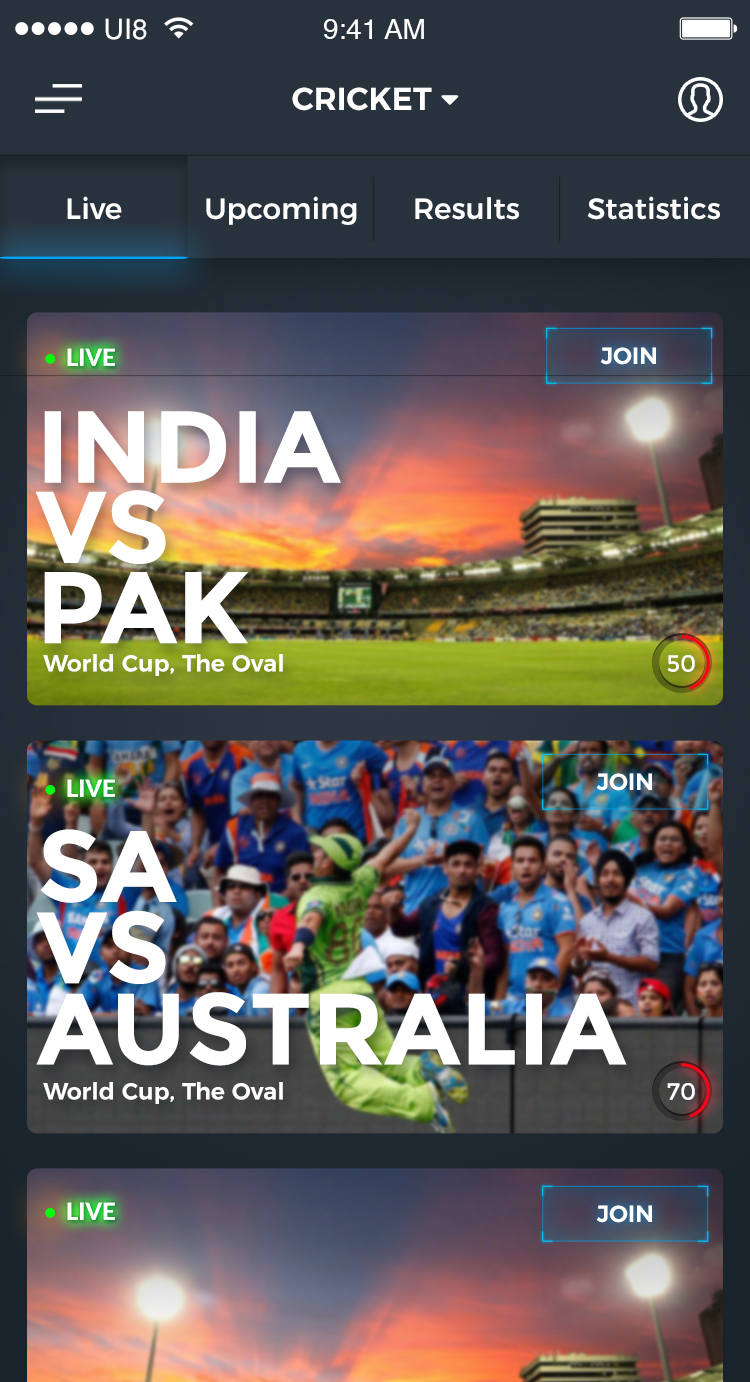 UI8 9:41 AM
CRICKET
Live Upcoming Results Statistics
LIVE JOIN
INDIA
VS
PAK
World Cup, The Oval 50
LIVE JOIN
SA
VS
AUSTRALIA
World Cup, The Oval 70
LIVE JOIN